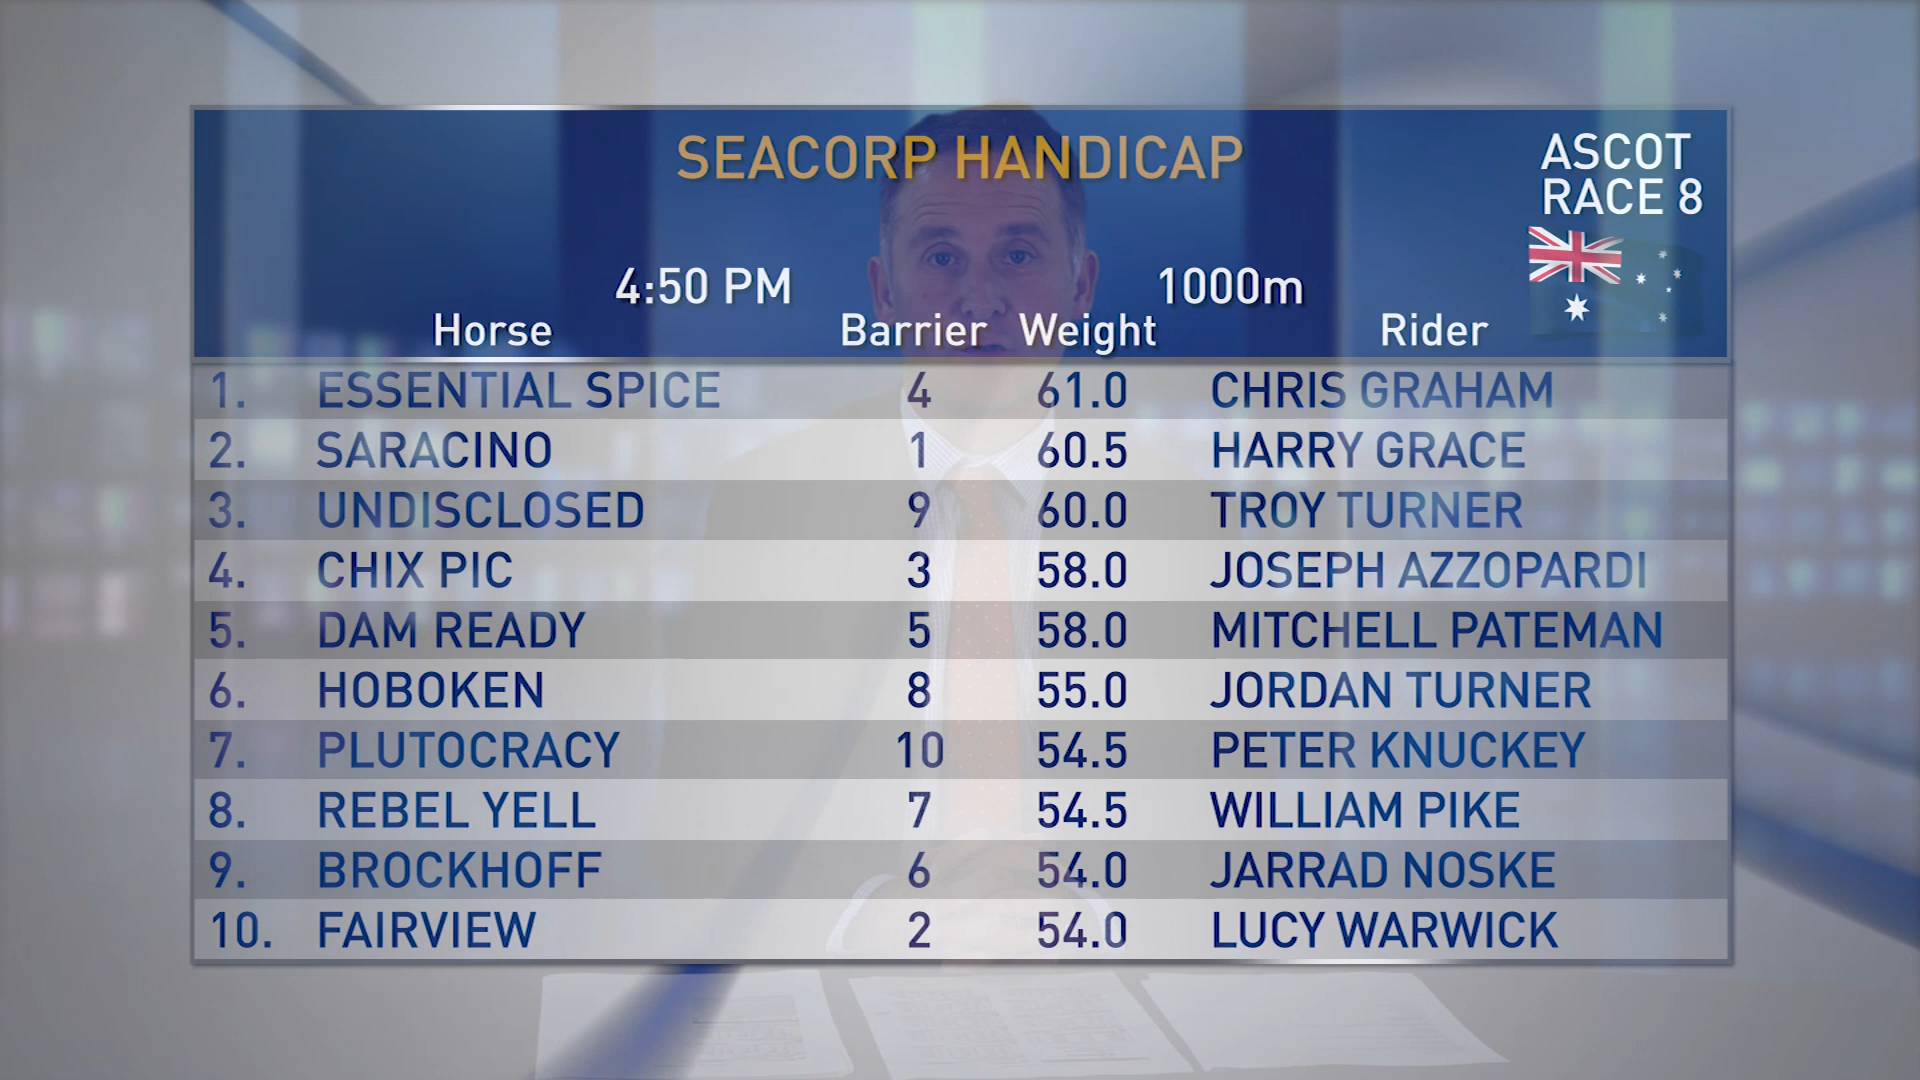 SEACORP HANDICAP
ASCOT
RACE 8
4:50 PM 1000m
Horse Barrier Weight Rider
1. ESSENTIAL SPICE 4 61.0 CHRIS GRAHAM
2. SARACINO 1 60.5 HARRY GRACE
3. UNDISCLOSED 9 60.0 TROY TURNER
4. CHIX PIC 3 58.0 JOSEPH AZZOPARDI
5. DAM READY 5 58.0 MITCHELL PATEMAN
6. HOBOKEN 8 55.0 JORDAN TURNER
7. PLUTOCRACY 10 54.5 PETER KNUCKEY
8. REBEL YELL 7 54.5 WILLIAM PIKE
9. BROCKHOFF 6 54.0 JARRAD NOSKE
10. FAIRVIEW 2 54.0 LUCY WARWICK